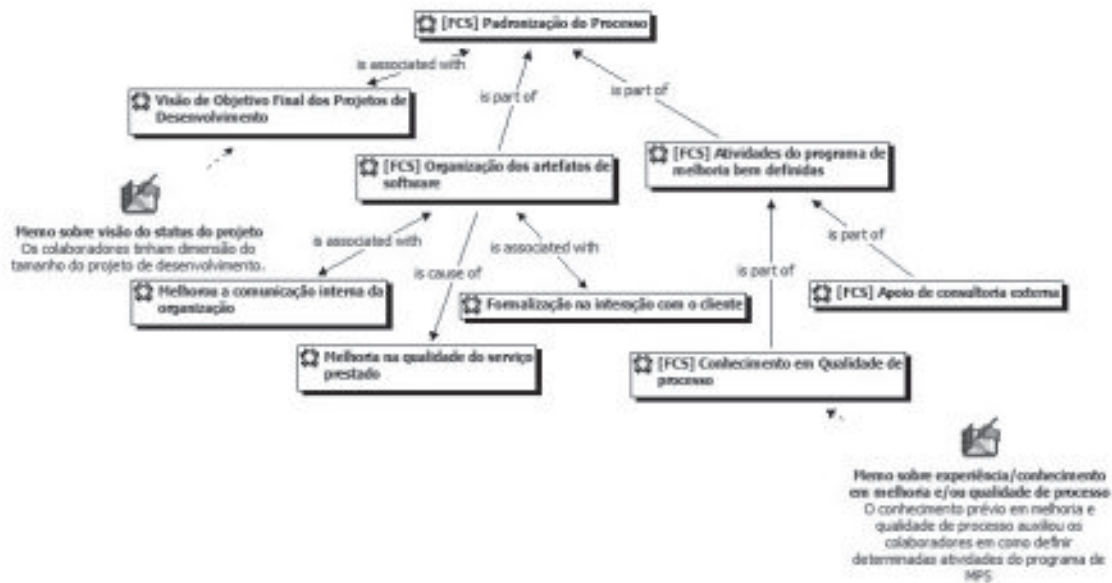 [FCS] Padronização do Processo
is associated with
Visão de Objetivo Final dos Projetos de
Desenvolvimento
is part of
is part of
[FCS] Organização dos artefatos de
software
[FCS] Atividades do programa de
melhoria bem definidas
Memo sobre visão do status do projeto
Os colaboradores tinham dimensão do
tamanho do projeto de desenvolvimento.
is associated with
is associated with
is part of
is cause of
is part of
Melhorou a comunicação interna da
organização
Formalização na interação com o cliente
[FCS] Apoio de consultoria externa
Melhoria na qualidade do serviço
prestado
[FCS] Conhecimento em Qualidade de
processo
Memo sobre experiência/conhecimento
em melhoria e/ou qualidade de processo
O conhecimento prévio em melhoria e
qualidade de processo auxiliou os
colaboradores em como definir
determinadas atividades do programa de
MPS